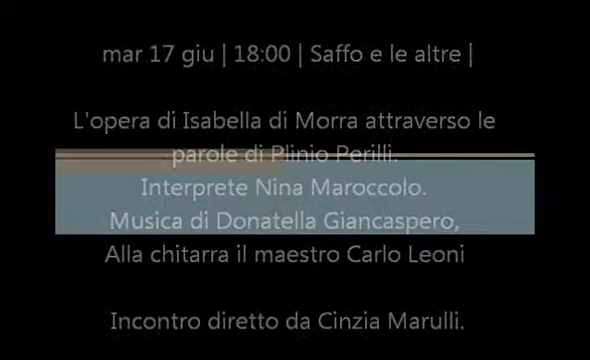 mar 17 giu | 18:00 | Saffo e le altre |
L'opera di Isabella di Morra attraverso le
parole di Plinio Perilli.
Interprete Nina Maroccolo.
Musica di Donatella Giancaspero,
Alla chitarra il maestro Carlo Leoni
Incontro diretto da Cinzia Marulli.